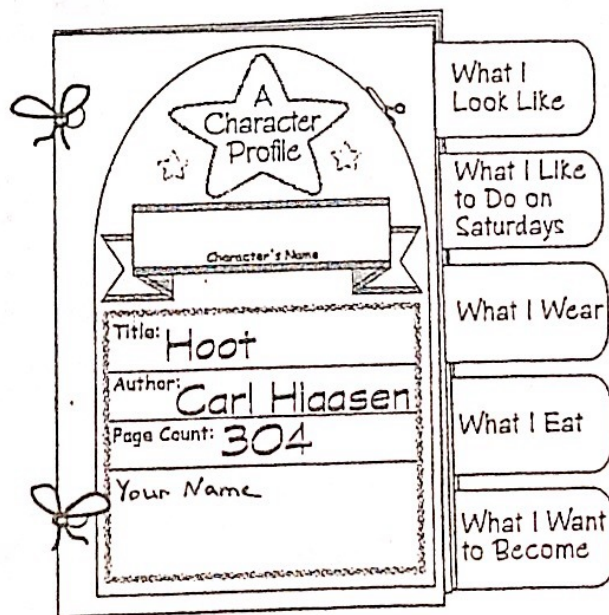 A
Character
Profile
Character's Name
Title: Hoot
Author: Carl Hiaasen
Page Count: 304
Your Name
What I
Look Like
What I Like
to Do on
Saturdays
What I Wear
What I Eat
What I Want
to Become